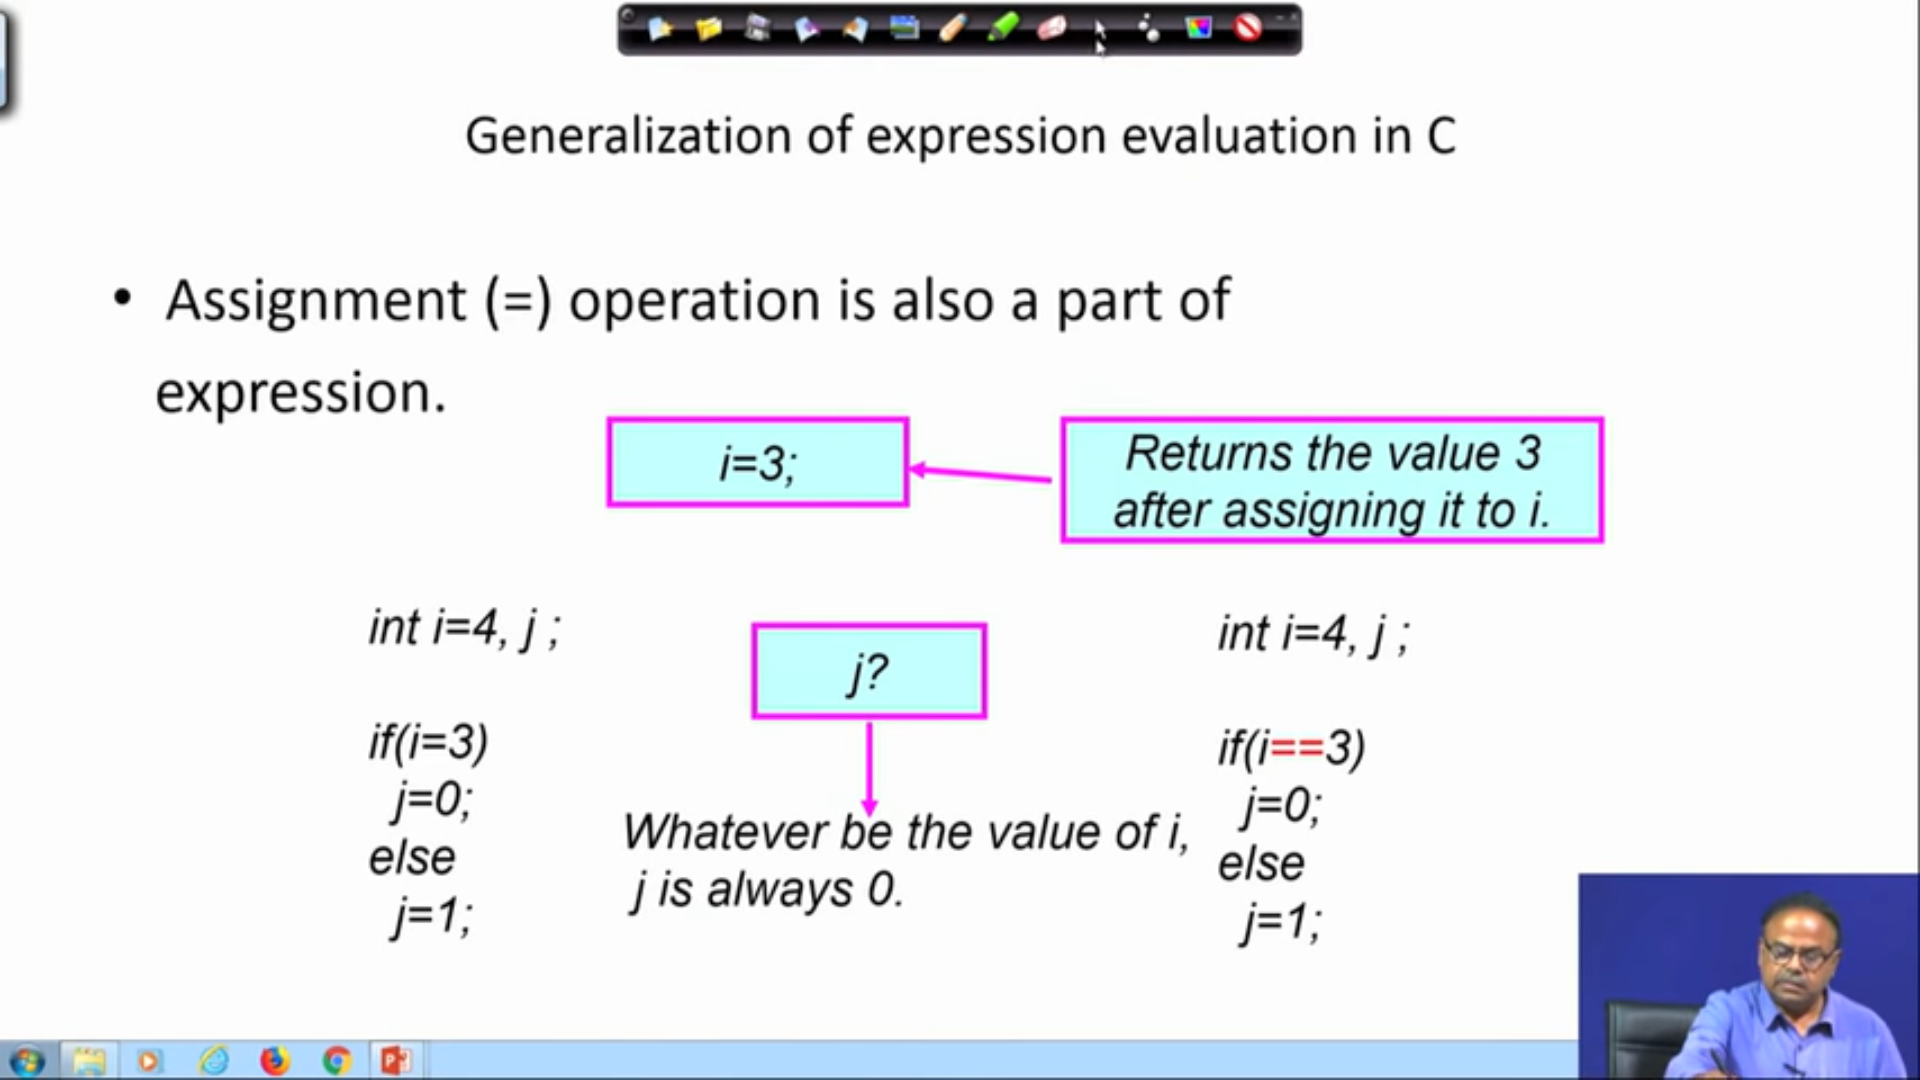 Generalization of expression evaluation in C
• Assignment (=) operation is also a part of
expression.
i=3;
Returns the value 3
after assigning it to i.
int i=4, j ;
if(i=3)
j=0;
else
j=1;
j?
Whatever be the value of i,
j is always 0.
int i=4, j ;
if(i==3)
j=0;
else
j=1;